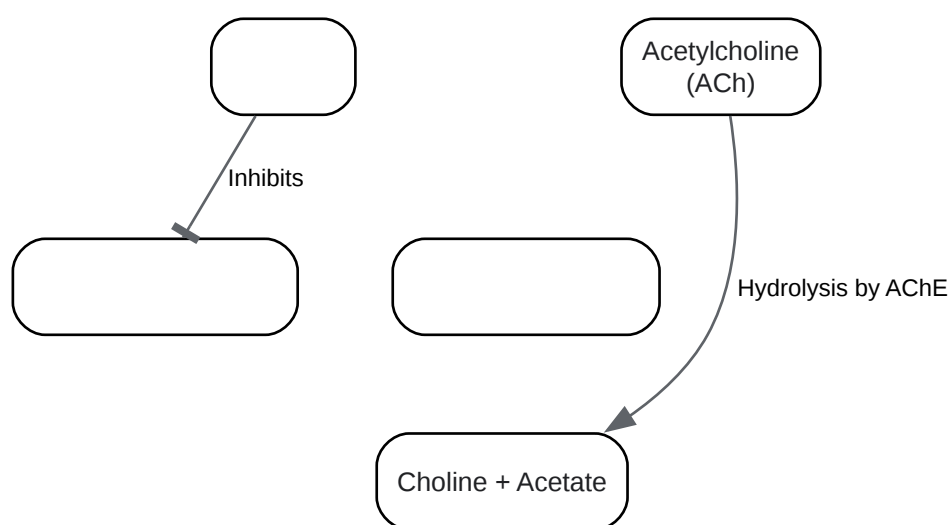 Acetylcholine
(ACh)
Inhibits
Hydrolysis by AChE
Choline + Acetate